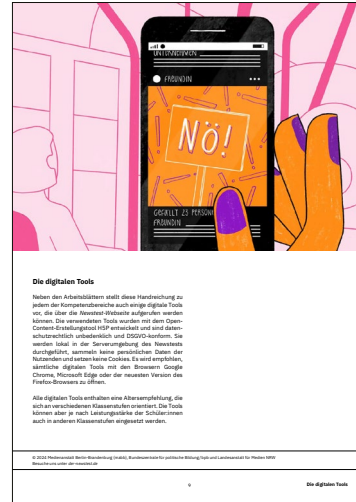 UNTERNEHMEN
FREUNDIN
NÖ!
GEFÄLLT 23 PERSONEN
FREUNDIN
Die digitalen Tools
Neben den Arbeitsblättern stellt diese Handreichung zu
jedem der Kompetenzbereiche auch einige digitale Tools
vor, die über die Newstest-Webseite aufgerufen werden
können. Die verwendeten Tools wurden mit dem Open-
Content-Erstellungstool H5P entwickelt und sind daten-
schutzrechtlich unbedenklich und DSGVO-konform. Sie
werden lokal in der Serverumgebung des Newstests
durchgeführt, sammeln keine persönlichen Daten der
Nutzenden und setzen keine Cookies. Es wird empfohlen,
sämtliche digitalen Tools mit den Browsern Google
Chrome, Microsoft Edge oder der neuesten Version des
Firefox-Browsers zu öffnen.
Alle digitalen Tools enthalten eine Altersempfehlung, die
sich an verschiedenen Klassenstufen orientiert. Die Tools
können aber je nach Leistungsstärke der Schüler:innen
auch in anderen Klassenstufen eingesetzt werden.
© 2024 Medienanstalt Berlin-Brandenburg (mabb), Bundeszentrale für politische Bildung/bpb und Landesanstalt für Medien NRW
Besuche uns unter der-newstest.de
9
Die digitalen Tools